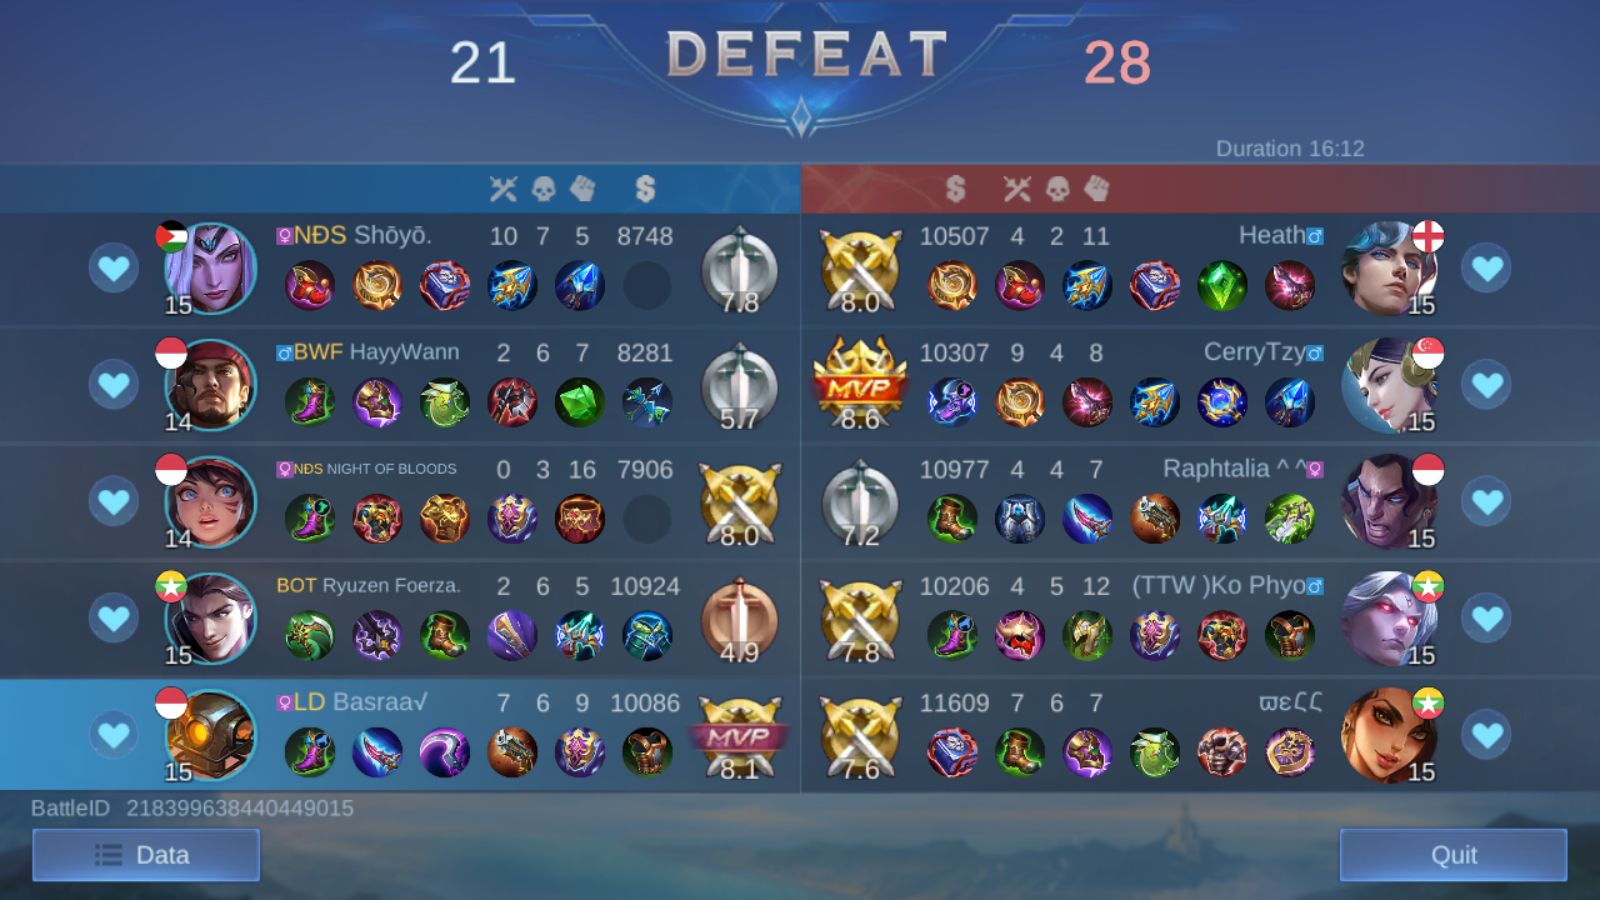 21 DEFEAT 28
Duration 16:12
NĐS Shōyō. 10 7 5 8748 7.8 15
8.0 10507 4 2 11 Heath 15
BWF HayyWann 2 6 7 8281 5.7 14
MVP 8.6 10307 9 4 8 CerryTzy 15
NĐS NIGHT OF BLOODS 0 3 16 7906 8.0 14
7.2 10977 4 4 7 Raphtalia ^ ^ 15
BOT Ryuzen Foerza. 2 6 5 10924 4.9 15
7.8 10206 4 5 12 (TTW )Ko Phyo 15
LD Basraa√ 7 6 9 10086 MVP 8.1 15
7.6 11609 7 6 7 15
BattleID 218399638440449015
Data
Quit